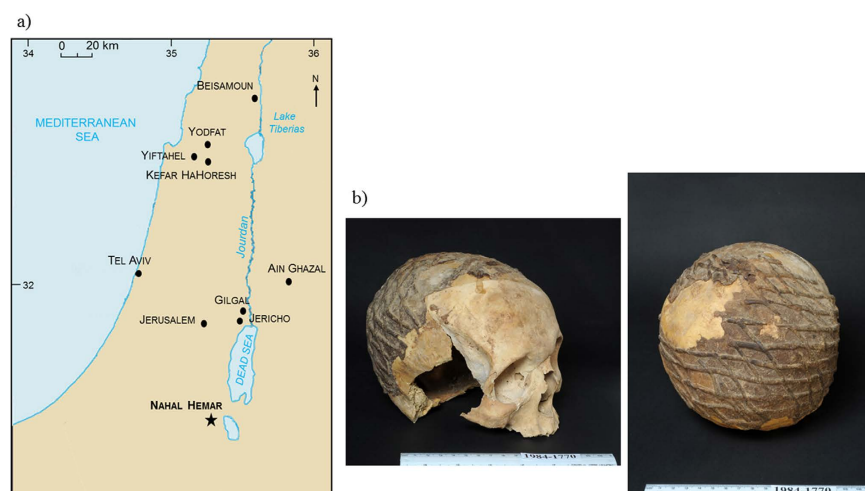 a)
34
35
36
0 20 km
N
BEISAMOUN
MEDITERRANEAN
SEA
Lake
Tiberias
YODFAT
YIFTAHEL
KEFAR HAHORESH
Jourdan
TEL AVIV
AIN GHAZAL
32
GILGAL
JERUSALEM
JERICHO
DEAD SEA
NAHAL HEMAR
b)
1984-1770
1984-1770